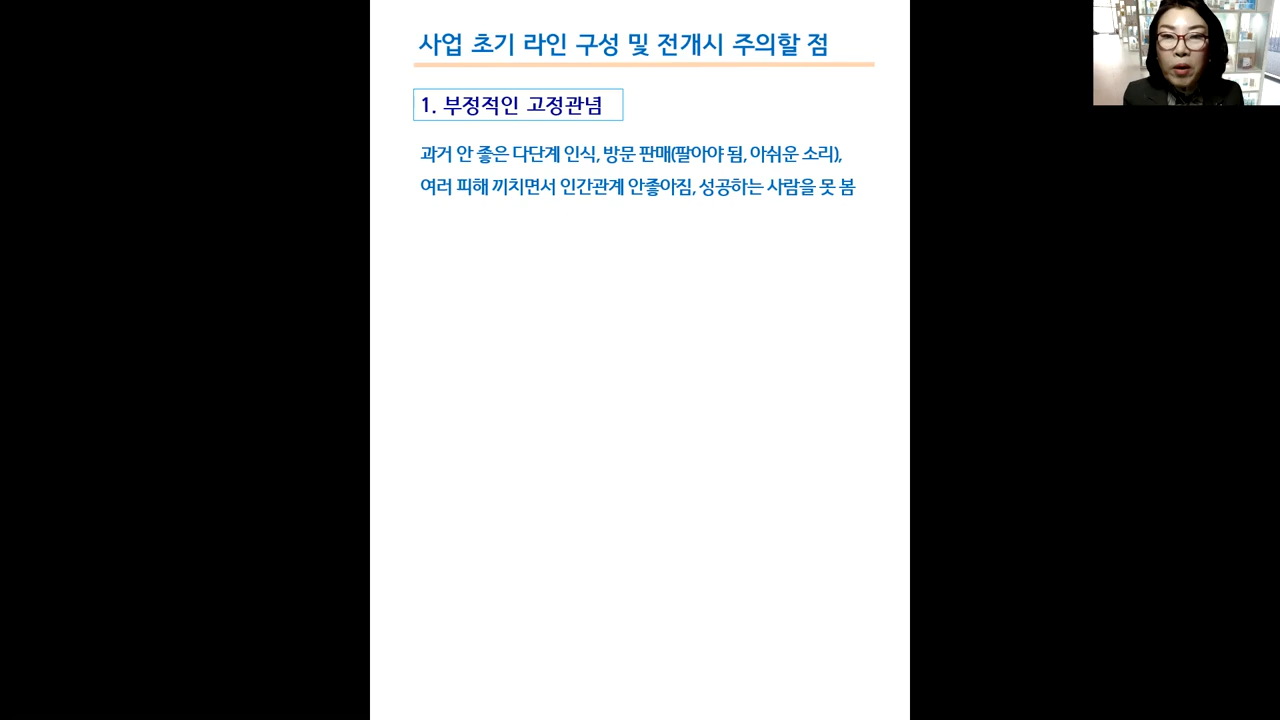 사업 초기 라인 구성 및 전개시 주의할 점
1. 부정적인 고정관념
과거 안 좋은 다단계 인식, 방문 판매(팔아야 됨, 아쉬운 소리),
여러 피해 끼치면서 인간관계 안좋아짐, 성공하는 사람을 못 봄